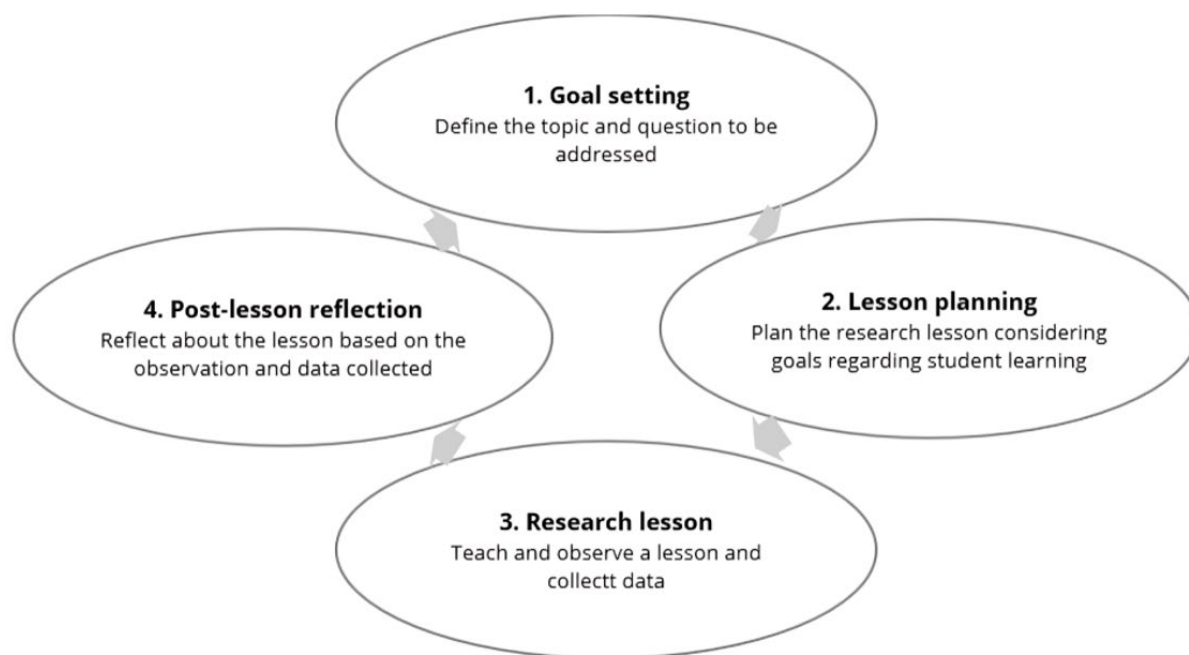 1. Goal setting
Define the topic and question to be
addressed
2. Lesson planning
Plan the research lesson considering
goals regarding student learning
3. Research lesson
Teach and observe a lesson and
collectt data
4. Post-lesson reflection
Reflect about the lesson based on the
observation and data collected